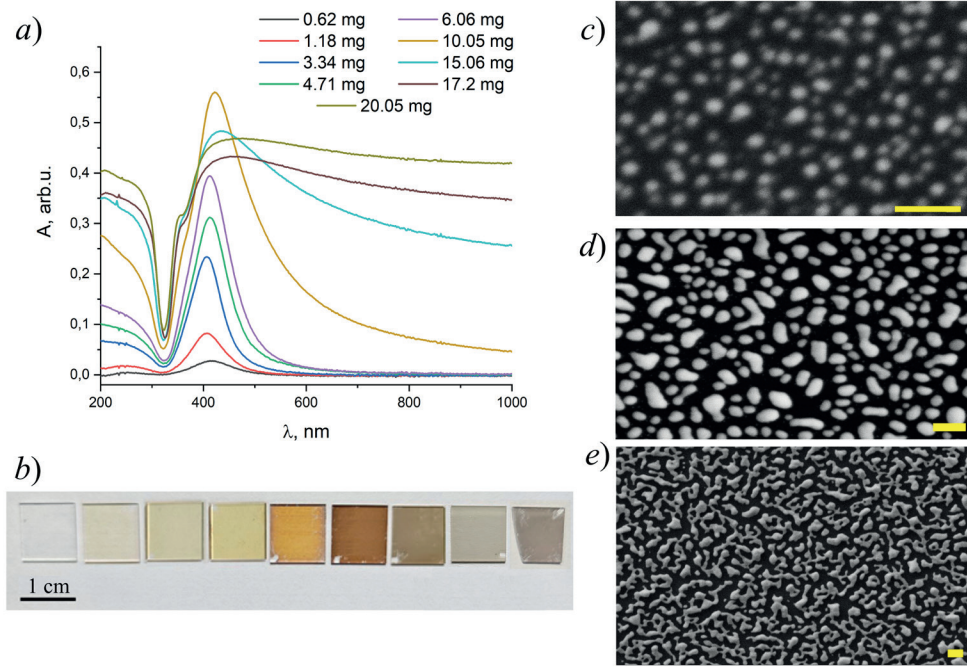 a)
0.62 mg
6.06 mg
1.18 mg
10.05 mg
3.34 mg
15.06 mg
4.71 mg
17.2 mg
20.05 mg
A, arb.u.
0,6
0,5
0,4
0,3
0,2
0,1
0,0
200
400
600
800
1000
λ, nm
b)
1 cm
c)
d)
e)